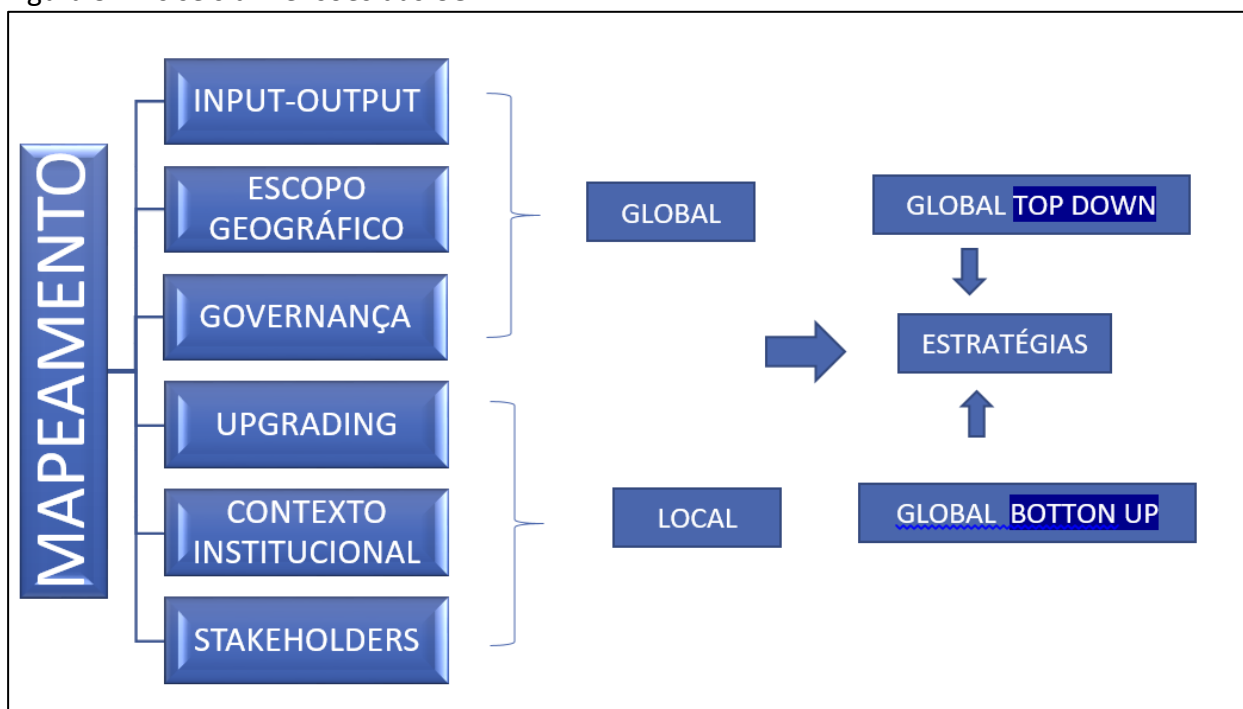 MAPEAMENTO
INPUT-OUTPUT
ESCOPO
GEOGRÁFICO
GOVERNANÇA
UPGRADING
CONTEXTO
INSTITUCIONAL
STAKEHOLDERS
GLOBAL
LOCAL
GLOBAL TOP DOWN
ESTRATÉGIAS
GLOBAL BOTTON UP